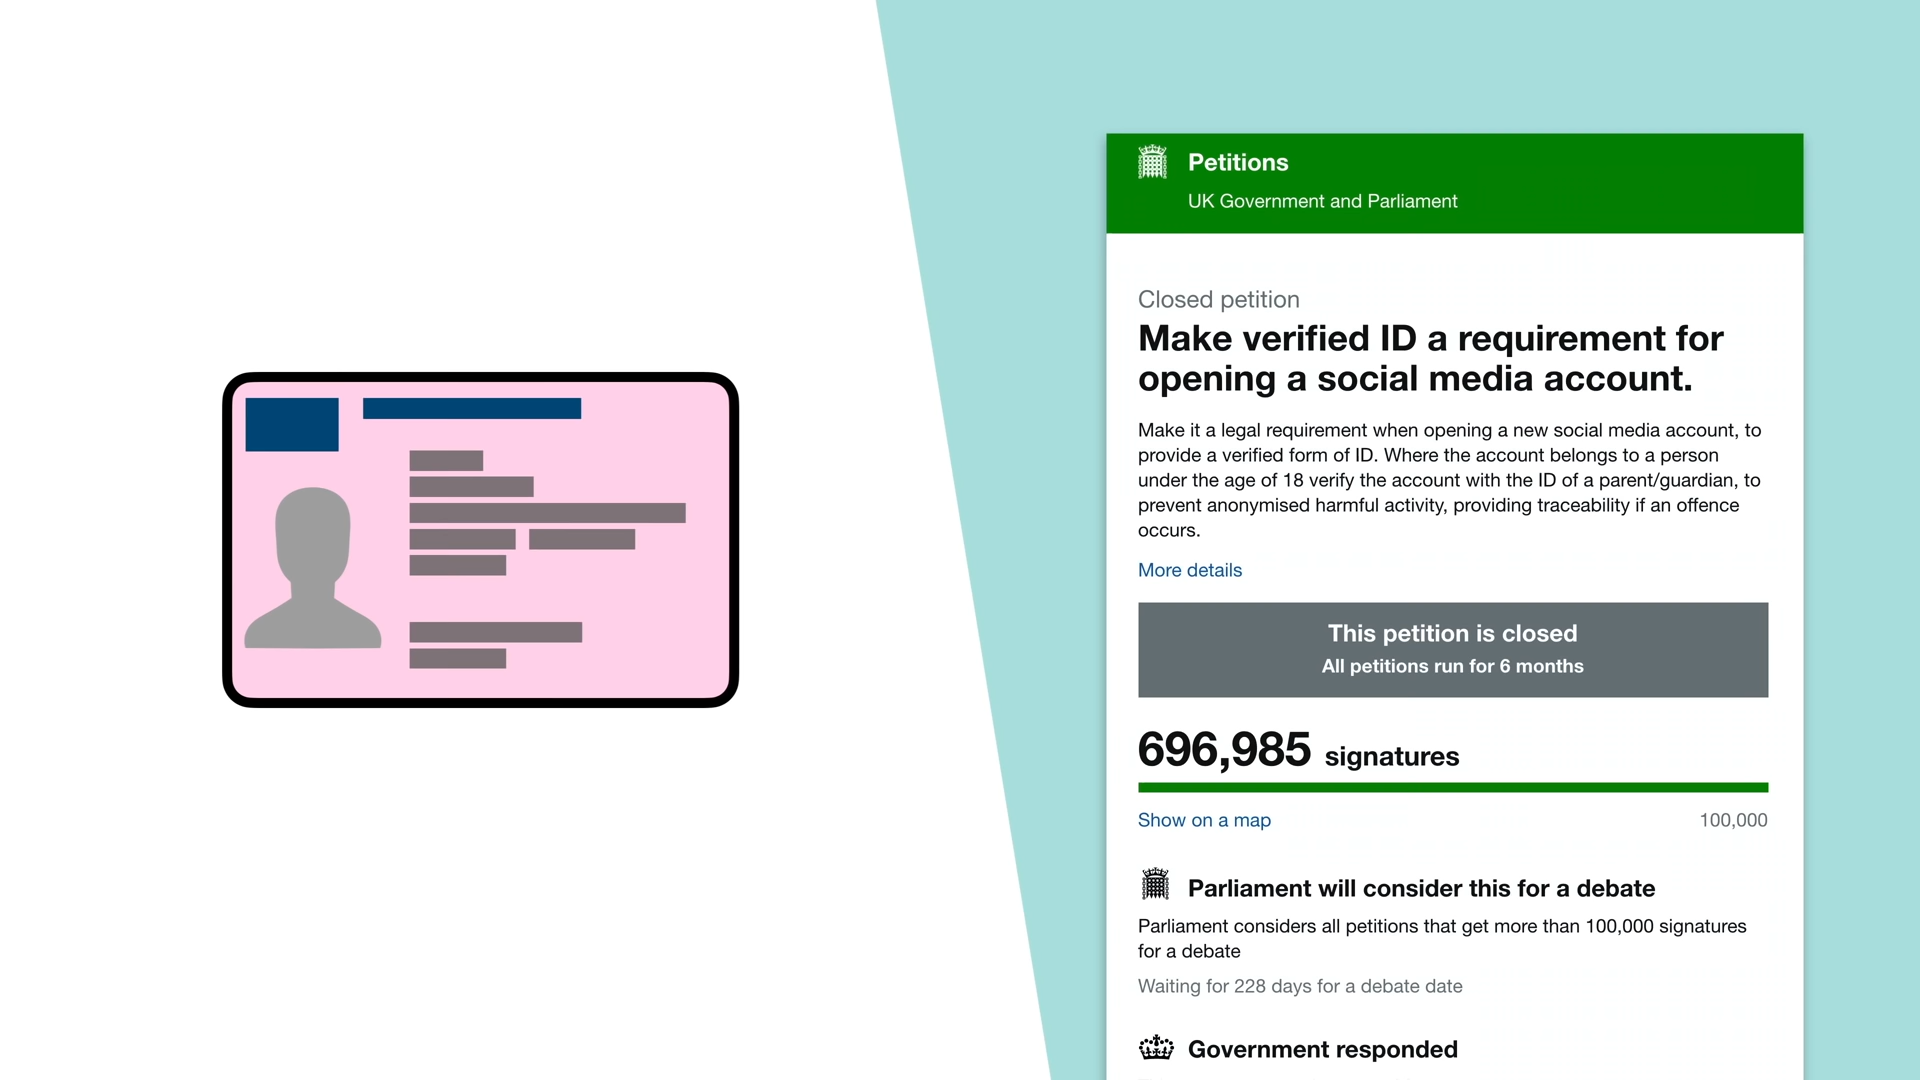 Petitions
UK Government and Parliament
Closed petition
Make verified ID a requirement for
opening a social media account.
Make it a legal requirement when opening a new social media account, to
provide a verified form of ID. Where the account belongs to a person
under the age of 18 verify the account with the ID of a parent/guardian, to
prevent anonymised harmful activity, providing traceability if an offence
occurs.
More details
This petition is closed
All petitions run for 6 months
696,985 signatures
Show on a map 100,000
Parliament will consider this for a debate
Parliament considers all petitions that get more than 100,000 signatures
for a debate
Waiting for 228 days for a debate date
Government responded